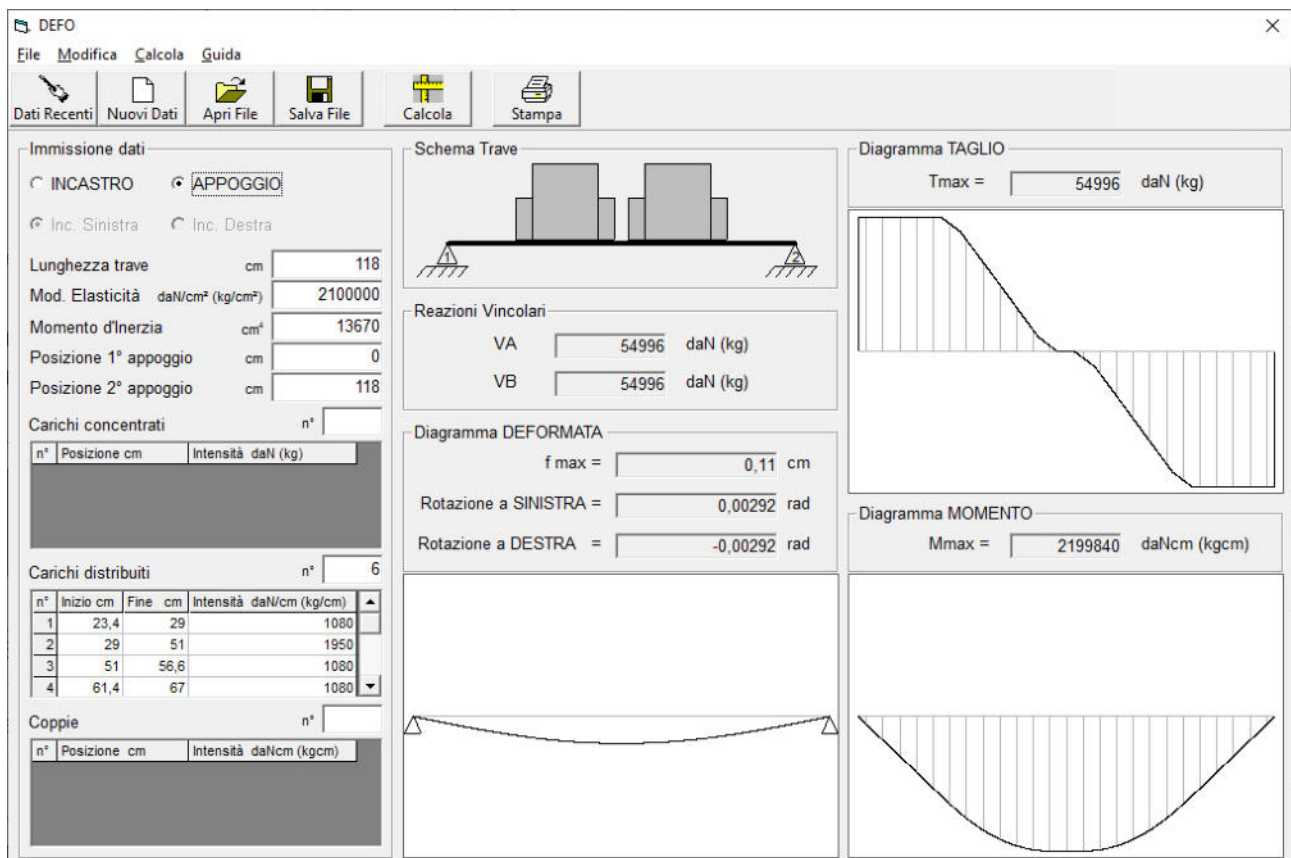 DEFO
File Modifica Calcola Guida
Dati Recenti Nuovi Dati Apri File Salva File Calcola Stampa
Immissione dati
INCASTRO APPOGGIO
Inc. Sinistra Inc. Destra
Lunghezza trave cm 118
Mod. Elasticità daN/cm² (kg/cm²) 2100000
Momento d'Inerzia cm⁴ 13670
Posizione 1° appoggio cm 0
Posizione 2° appoggio cm 118
Carichi concentrati n°
n° Posizione cm Intensità daN (kg)
Carichi distribuiti n° 6
n° Inizio cm Fine cm Intensità daN/cm (kg/cm)
1 23,4 29 1080
2 29 51 1950
3 51 56,6 1080
4 61,4 67 1080
Coppie n°
n° Posizione cm Intensità daNcm (kgcm)
Schema Trave
1 2
Reazioni Vincolari
VA 54996 daN (kg)
VB 54996 daN (kg)
Diagramma DEFORMATA
f max = 0,11 cm
Rotazione a SINISTRA = 0,00292 rad
Rotazione a DESTRA = -0,00292 rad
Diagramma TAGLIO
Tmax = 54996 daN (kg)
Diagramma MOMENTO
Mmax = 2199840 daNcm (kgcm)